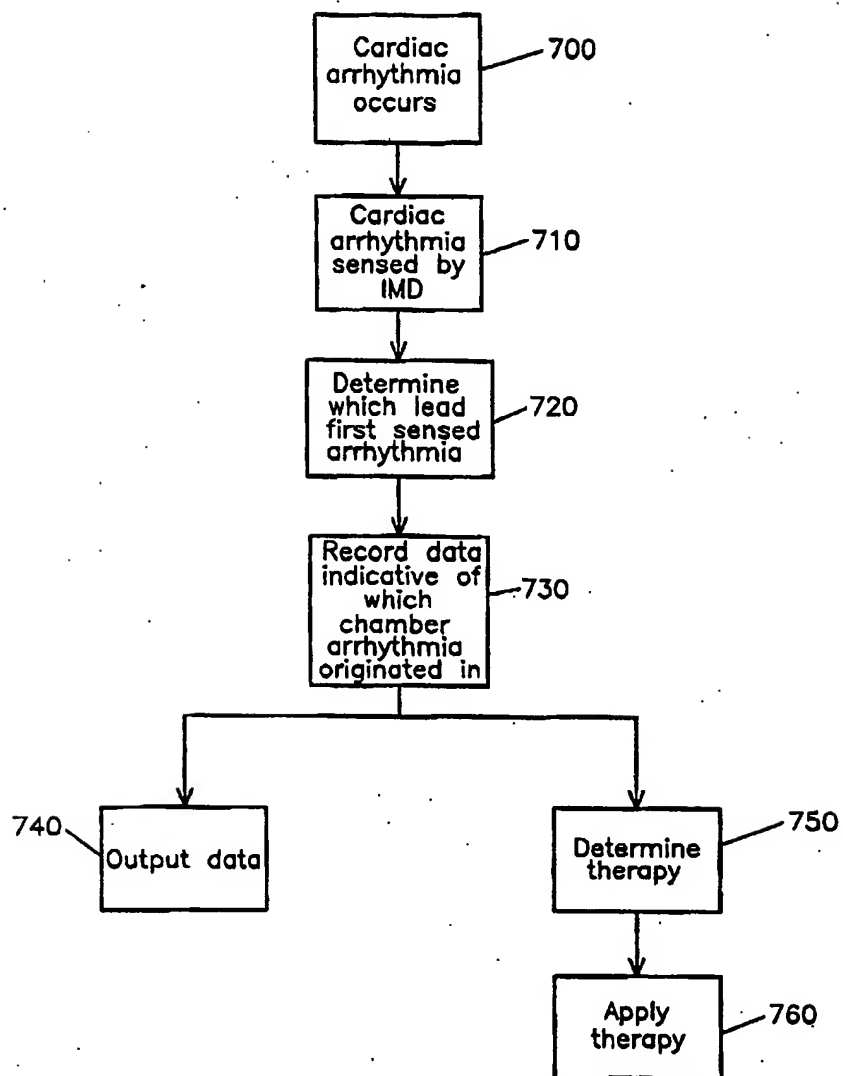 Cardiac
arrhythmia
occurs
700
Cardiac
arrhythmia
sensed by
IMD
710
Determine
which lead
first sensed
arrhythmia
720
Record data
indicative of
which
chamber
arrhythmia
originated in
730
740
Output data
Determine
therapy
750
Apply
therapy
760